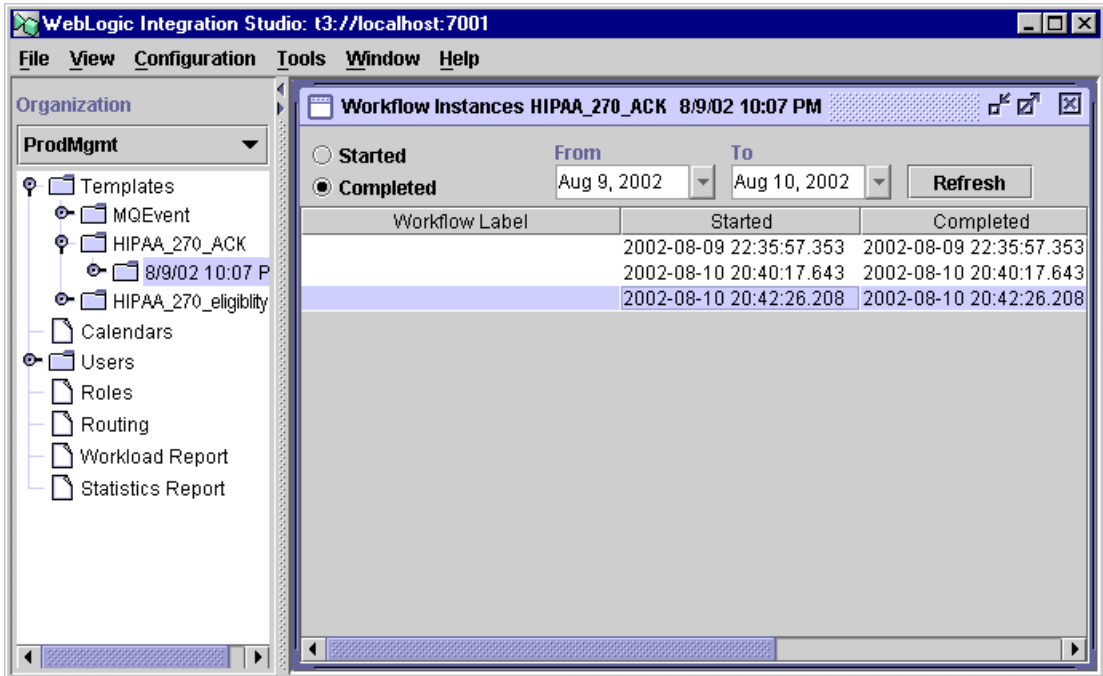 WebLogic Integration Studio: t3://localhost:7001
File View Configuration Tools Window Help
Organization
ProdMgmt
Templates
MQEvent
HIPAA_270_ACK
8/9/02 10:07 P
HIPAA_270_eligiblity
Calendars
Users
Roles
Routing
Workload Report
Statistics Report
Workflow Instances HIPAA_270_ACK 8/9/02 10:07 PM
Started
Completed
From To
Aug 9, 2002 Aug 10, 2002 Refresh
Workflow Label Started Completed
2002-08-09 22:35:57.353 2002-08-09 22:35:57.353
2002-08-10 20:40:17.643 2002-08-10 20:40:17.643
2002-08-10 20:42:26.208 2002-08-10 20:42:26.208